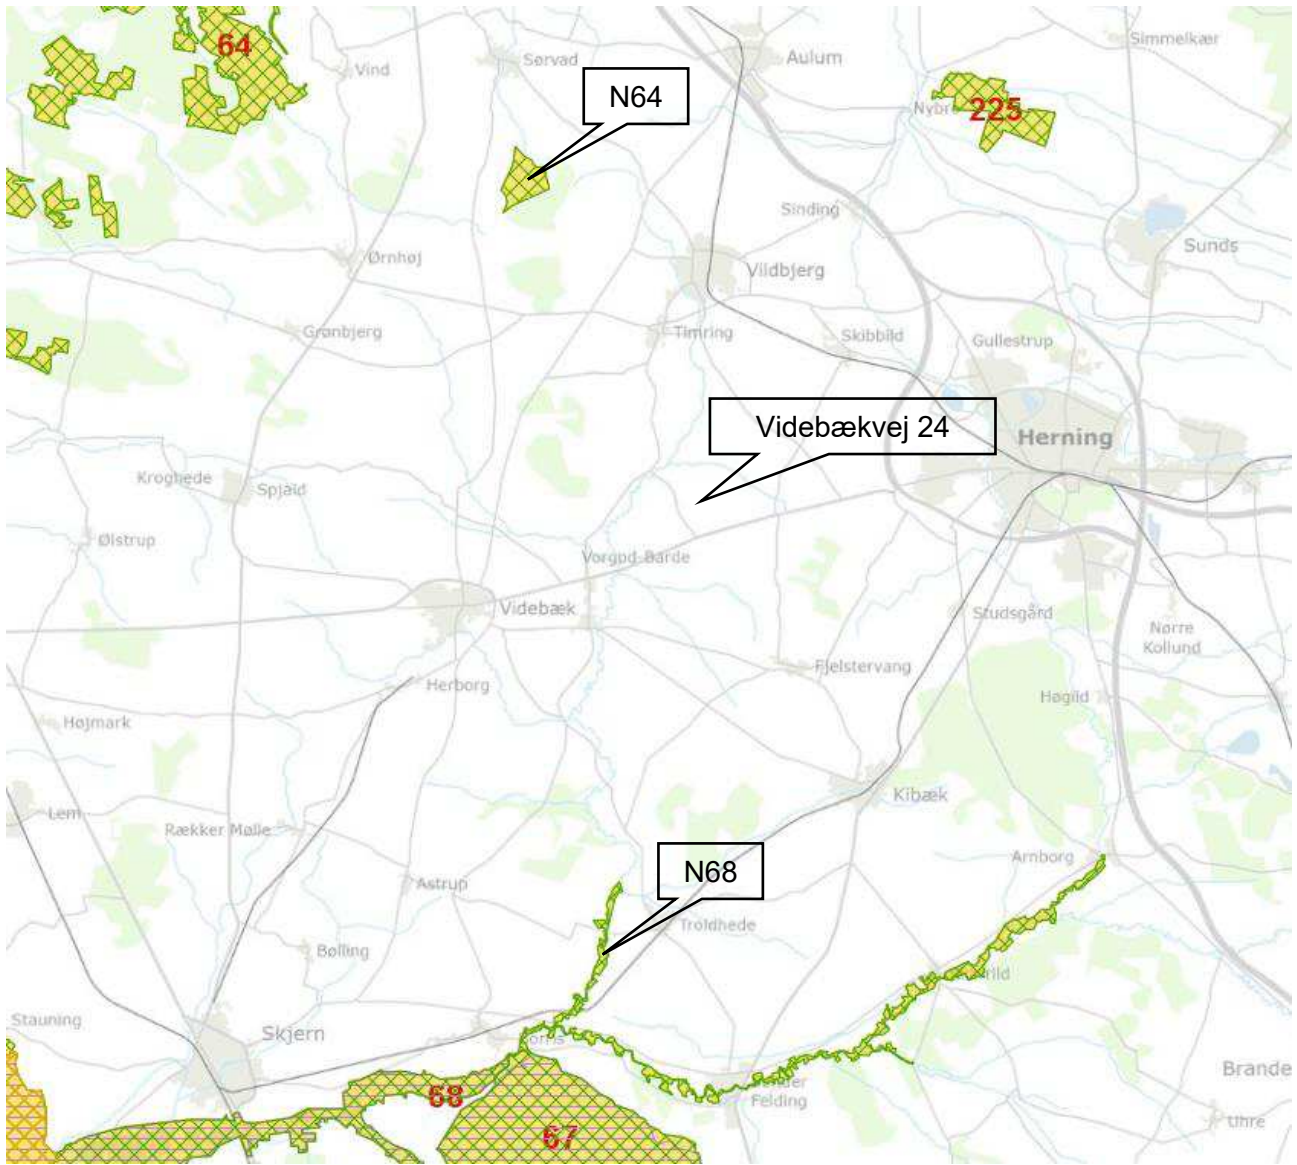 64
Vind
Sørvad
Aulum
Simmelkær
N64
225
Sinding
Sunds
Ørnhøj
Vildbjerg
Grønbjerg
Timring
Skibbild
Gullestrup
Videbækvej 24
Herning
Kroghede
Spjald
Ølstrup
Vorgod-Barde
Videbæk
Studsgård
Nørre
Kollund
Fjelstervang
Herborg
Høgild
Højmark
Kibæk
Lem
Rækker Mølle
Arnborg
N68
Astrup
Troldhede
Bølling
Stauning
Skjern
Brande
68
Felding
Uhre
67